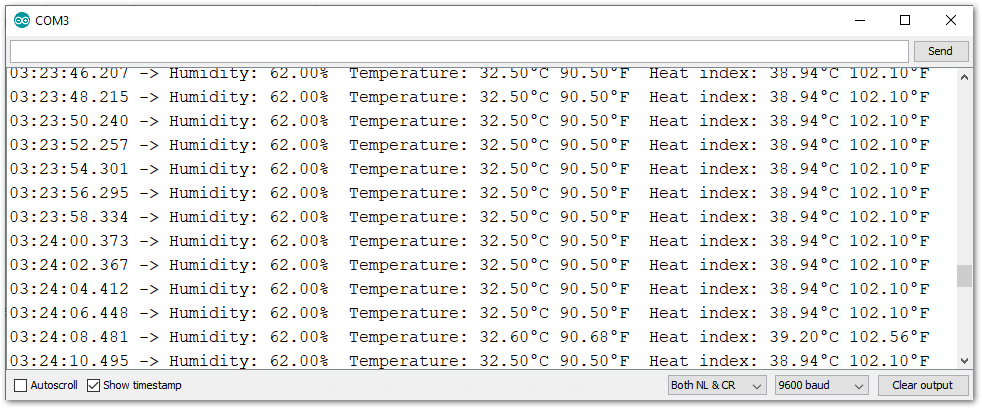 COM3
Send
03:23:46.207 -> Humidity: 62.00%  Temperature: 32.50°C 90.50°F  Heat index: 38.94°C 102.10°F
03:23:48.215 -> Humidity: 62.00%  Temperature: 32.50°C 90.50°F  Heat index: 38.94°C 102.10°F
03:23:50.240 -> Humidity: 62.00%  Temperature: 32.50°C 90.50°F  Heat index: 38.94°C 102.10°F
03:23:52.257 -> Humidity: 62.00%  Temperature: 32.50°C 90.50°F  Heat index: 38.94°C 102.10°F
03:23:54.301 -> Humidity: 62.00%  Temperature: 32.50°C 90.50°F  Heat index: 38.94°C 102.10°F
03:23:56.295 -> Humidity: 62.00%  Temperature: 32.50°C 90.50°F  Heat index: 38.94°C 102.10°F
03:23:58.334 -> Humidity: 62.00%  Temperature: 32.50°C 90.50°F  Heat index: 38.94°C 102.10°F
03:24:00.373 -> Humidity: 62.00%  Temperature: 32.50°C 90.50°F  Heat index: 38.94°C 102.10°F
03:24:02.367 -> Humidity: 62.00%  Temperature: 32.50°C 90.50°F  Heat index: 38.94°C 102.10°F
03:24:04.412 -> Humidity: 62.00%  Temperature: 32.50°C 90.50°F  Heat index: 38.94°C 102.10°F
03:24:06.448 -> Humidity: 62.00%  Temperature: 32.50°C 90.50°F  Heat index: 38.94°C 102.10°F
03:24:08.481 -> Humidity: 62.00%  Temperature: 32.60°C 90.68°F  Heat index: 39.20°C 102.56°F
03:24:10.495 -> Humidity: 62.00%  Temperature: 32.50°C 90.50°F  Heat index: 38.94°C 102.10°F
Autoscroll Show timestamp Both NL & CR 9600 baud Clear output